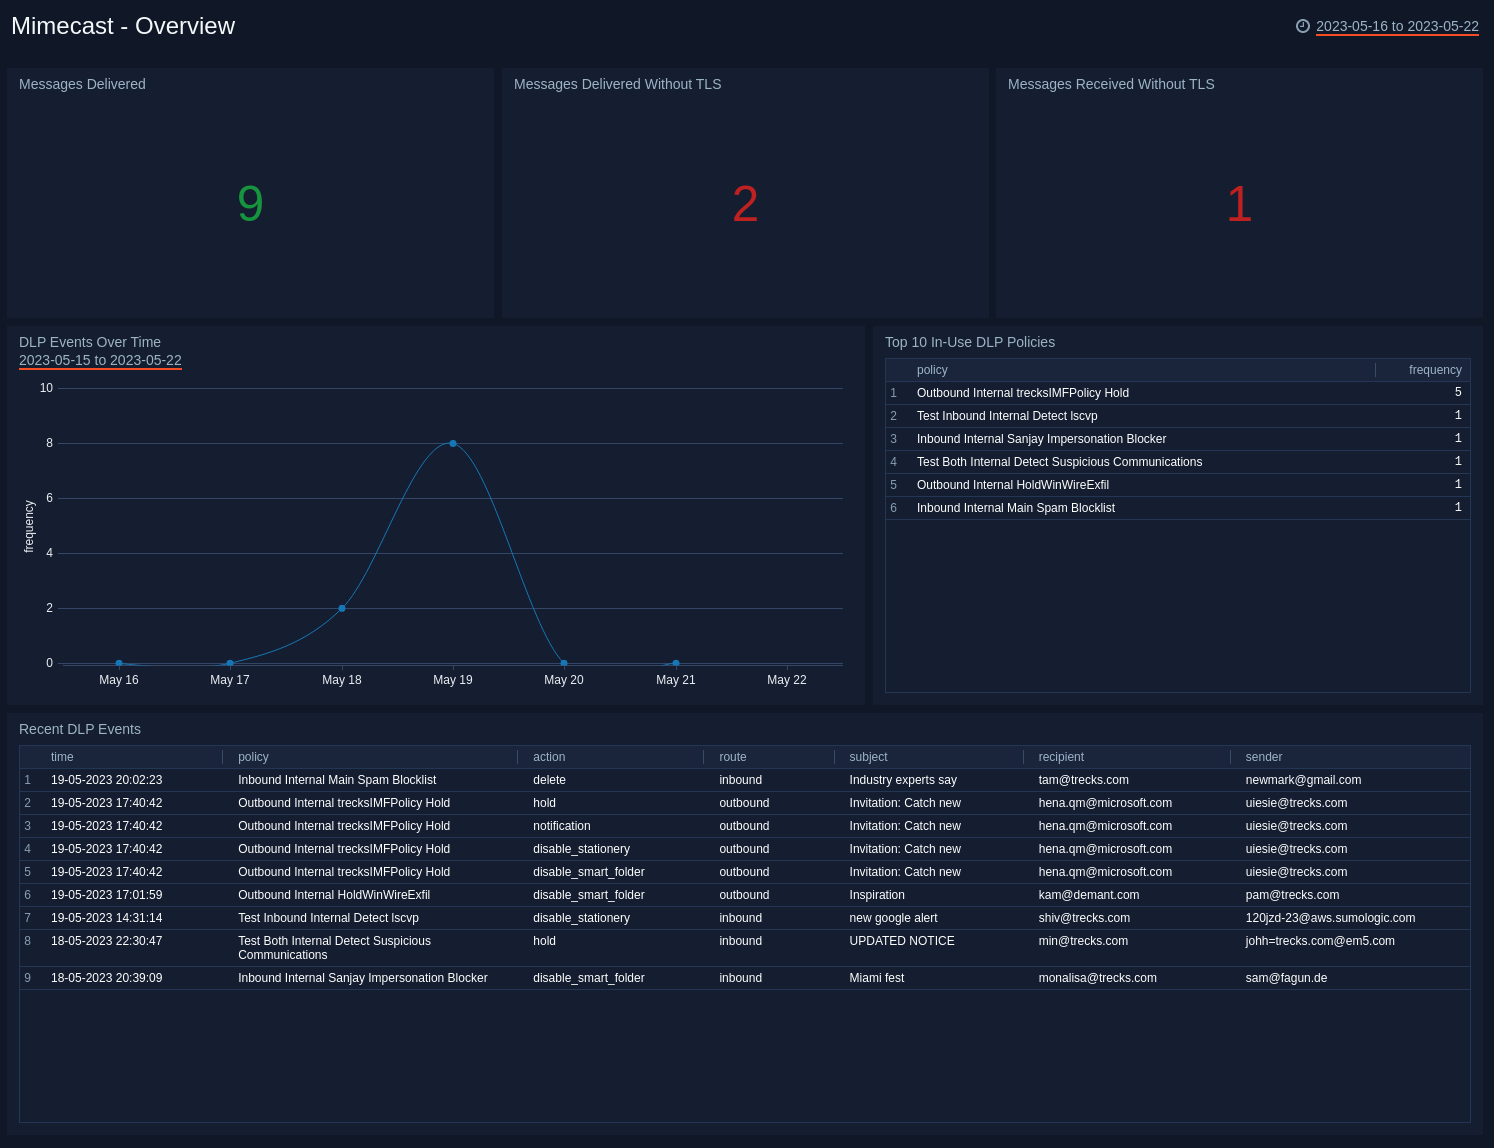 Mimecast - Overview
2023-05-16 to 2023-05-22
Messages Delivered
9
Messages Delivered Without TLS
2
Messages Received Without TLS
1
DLP Events Over Time
2023-05-15 to 2023-05-22
frequency
10
8
6
4
2
0
May 16 May 17 May 18 May 19 May 20 May 21 May 22
Top 10 In-Use DLP Policies
policy frequency
1 Outbound Internal trecksIMFPolicy Hold 5
2 Test Inbound Internal Detect lscvp 1
3 Inbound Internal Sanjay Impersonation Blocker 1
4 Test Both Internal Detect Suspicious Communications 1
5 Outbound Internal HoldWinWireExfil 1
6 Inbound Internal Main Spam Blocklist 1
Recent DLP Events
time policy action route subject recipient sender
1 19-05-2023 20:02:23 Inbound Internal Main Spam Blocklist delete inbound Industry experts say tam@trecks.com newmark@gmail.com
2 19-05-2023 17:40:42 Outbound Internal trecksIMFPolicy Hold hold outbound Invitation: Catch new hena.qm@microsoft.com uiesie@trecks.com
3 19-05-2023 17:40:42 Outbound Internal trecksIMFPolicy Hold notification outbound Invitation: Catch new hena.qm@microsoft.com uiesie@trecks.com
4 19-05-2023 17:40:42 Outbound Internal trecksIMFPolicy Hold disable_stationery outbound Invitation: Catch new hena.qm@microsoft.com uiesie@trecks.com
5 19-05-2023 17:40:42 Outbound Internal trecksIMFPolicy Hold disable_smart_folder outbound Invitation: Catch new hena.qm@microsoft.com uiesie@trecks.com
6 19-05-2023 17:01:59 Outbound Internal HoldWinWireExfil disable_smart_folder outbound Inspiration kam@demant.com pam@trecks.com
7 19-05-2023 14:31:14 Test Inbound Internal Detect lscvp disable_stationery inbound new google alert shiv@trecks.com 120jzd-23@aws.sumologic.com
8 18-05-2023 22:30:47 Test Both Internal Detect Suspicious hold inbound UPDATED NOTICE min@trecks.com johh=trecks.com@em5.com
Communications
9 18-05-2023 20:39:09 Inbound Internal Sanjay Impersonation Blocker disable_smart_folder inbound Miami fest monalisa@trecks.com sam@fagun.de